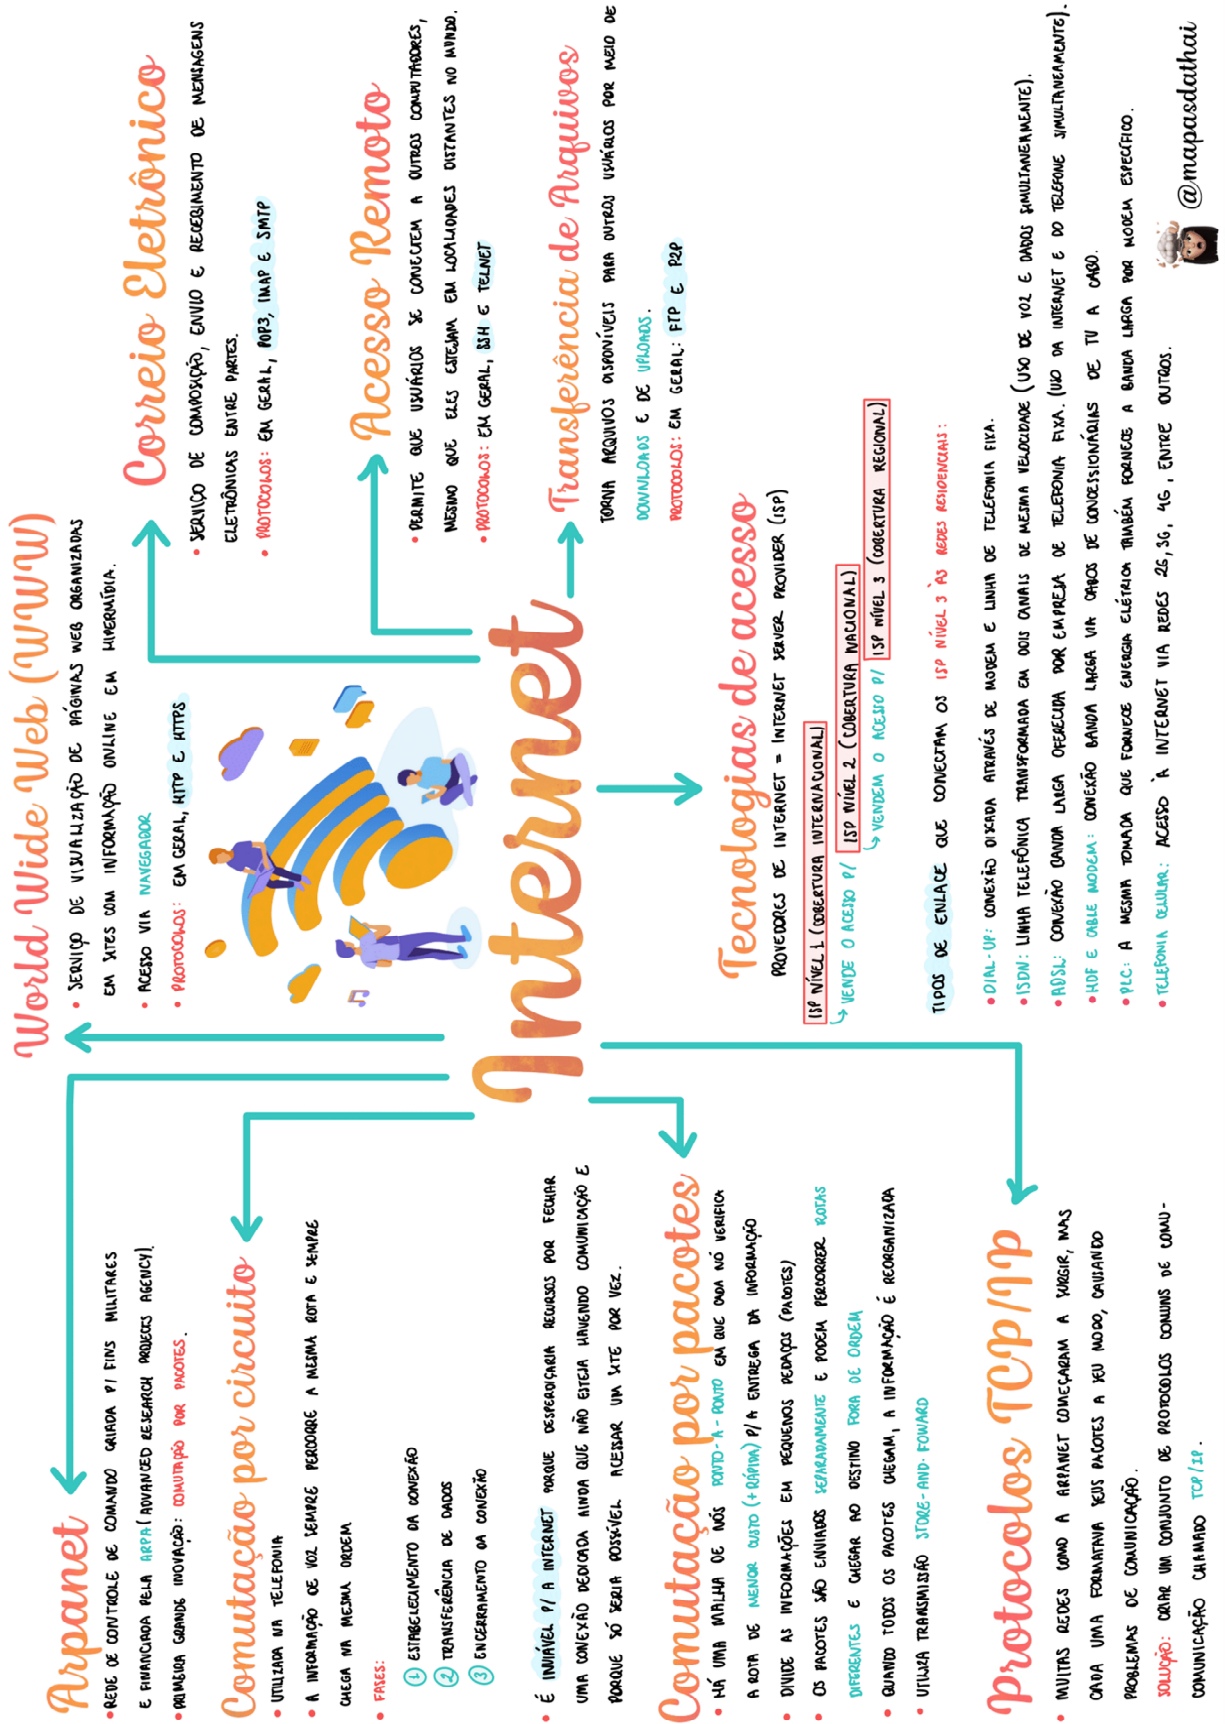 Internet
Arpanet
• REDE DE CONTROLE DE COMANDO CRIADA P/ FINS MILITARES
E FINANCIADA PELA ARPA (ADVANCED RESEARCH PROJECTS AGENCY)
• PRIMEIRA GRANDE INOVAÇÃO: COMUTAÇÃO POR PACOTES.
Comutação por circuito
• UTILIZADA NA TELEFONIA
• A INFORMAÇÃO DE VOZ SEMPRE PERCORRE A MESMA ROTA E SEMPRE
CHEGA NA MESMA ORDEM
• FASES:
1 ESTABELECIMENTO DA CONEXÃO
2 TRANSFERÊNCIA DE DADOS
3 ENCERRAMENTO DA CONEXÃO
• É INVIÁVEL P/ A INTERNET PORQUE DESPERDIÇARIA RECURSOS POR FECHAR
UMA CONEXÃO DEDICADA AINDA QUE NÃO ESTEJA HAVENDO COMUNICAÇÃO E
PORQUE SÓ SERIA POSSÍVEL ACESSAR UM SITE POR VEZ.
Comutação por pacotes
• HÁ UMA MALHA DE NÓS PONTO-A-PONTO EM QUE CADA NÓ VERIFICA
A ROTA DE MENOR CUSTO (+RÁPIDA) P/ A ENTREGA DA INFORMAÇÃO
• DIVIDE AS INFORMAÇÕES EM PEQUENOS PEDAÇOS (PACOTES)
• OS PACOTES SÃO ENVIADOS SEPARADAMENTE E PODEM PERCORRER ROTAS
DIFERENTES E CHEGAR AO DESTINO FORA DE ORDEM
• QUANDO TODOS OS PACOTES CHEGAM, A INFORMAÇÃO É REORGANIZADA
• UTILIZA TRANSMISSÃO STORE-AND-FOWARD
Protocolos TCP/IP
• MUITAS REDES COMO A ARPANET COMEÇARAM A SURGIR, MAS
CADA UMA FORMATAVA SEUS PACOTES A SEU MODO, CAUSANDO
PROBLEMAS DE COMUNICAÇÃO.
SOLUÇÃO: CRIAR UM CONJUNTO DE PROTOCOLOS COMUNS DE COMU-
COMUNICAÇÃO CHAMADO TCP/IP.
World Wide Web (WWW)
• SERVIÇO DE VISUALIZAÇÃO DE PÁGINAS WEB ORGANIZADAS
EM SITES COM INFORMAÇÃO ONLINE EM HIPERMÍDIA.
• ACESSO VIA NAVEGADOR
• PROTOCOLOS: EM GERAL, HTTP E HTTPS
Correio Eletrônico
• SERVIÇO DE COMPOSIÇÃO, ENVIO E RECEBIMENTO DE MENSAGENS
ELETRÔNICAS ENTRE PARTES.
• PROTOCOLOS: EM GERAL, POP3, IMAP E SMTP
Acesso Remoto
• PERMITE QUE USUÁRIOS SE CONECTEM A OUTROS COMPUTADORES,
MESMO QUE ELES ESTEJAM EM LOCALIDADES DISTANTES NO MUNDO.
• PROTOCOLOS: EM GERAL, SSH E TELNET
Transferência de Arquivos
TORNA ARQUIVOS DISPONÍVEIS PARA OUTROS USUÁRIOS POR MEIO DE
DOWNLOADS E DE UPLOADS.
PROTOCOLOS: EM GERAL: FTP E P2P
Tecnologias de acesso
PROVEDORES DE INTERNET = INTERNET SERVER PROVIDER (ISP)
ISP NÍVEL 1 (COBERTURA INTERNACIONAL)
VENDE O ACESSO P/ ISP NÍVEL 2 (COBERTURA NACIONAL)
VENDEM O ACESSO P/ ISP NÍVEL 3 (COBERTURA REGIONAL)
TIPOS DE ENLACE QUE CONECTAM OS ISP NÍVEL 3 ÀS REDES RESIDENCIAIS:
• DIAL-UP: CONEXÃO DISCADA ATRAVÉS DE MODEM E LINHA DE TELEFONIA FIXA.
• ISDN: LINHA TELEFÔNICA TRANSFORMADA EM DOIS CANAIS DE MESMA VELOCIDADE (USO DE VOZ E DADOS SIMULTANEAMENTE).
• ADSL: CONEXÃO BANDA LARGA OFERECIDA POR EMPRESA DE TELEFONIA FIXA. (USO DA INTERNET E DO TELEFONE SIMULTANEAMENTE).
• HDF E CABLE MODEM: CONEXÃO BANDA LARGA VIA CABOS DE CONCESSIONÁRIAS DE TV A CABO.
• PLC: A MESMA TOMADA QUE FORNECE ENERGIA ELÉTRICA TAMBÉM FORNECE A BANDA LARGA POR MODEM ESPECÍFICO.
• TELEFONIA CELULAR: ACESSO À INTERNET VIA REDES 2G, 3G, 4G, ENTRE OUTROS.
@mapasdathai